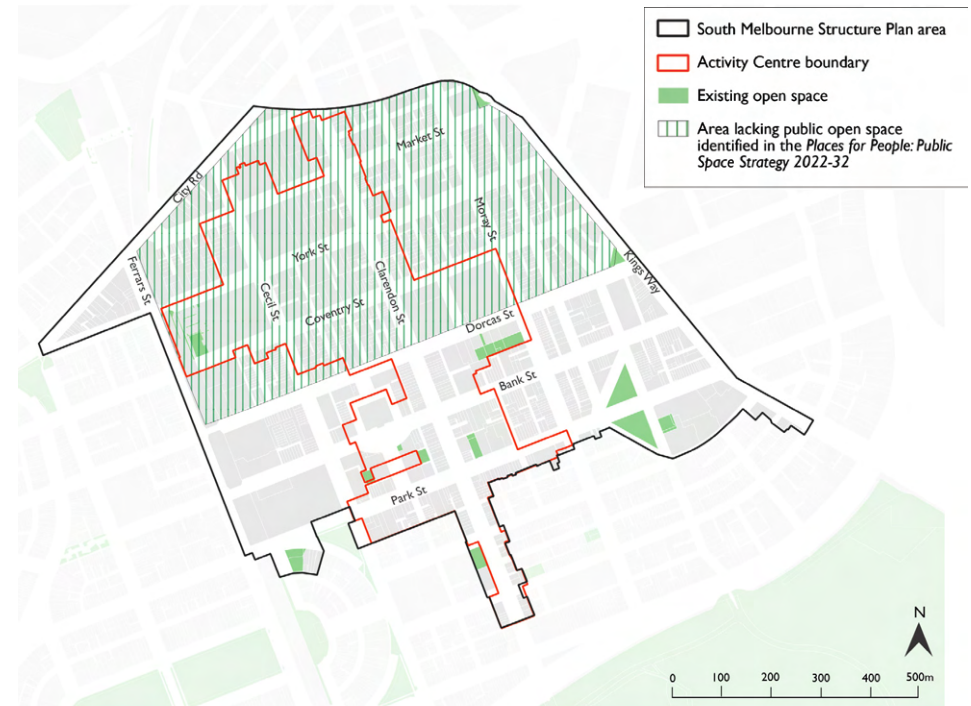 South Melbourne Structure Plan area
Activity Centre boundary
Existing open space
Area lacking public open space
identified in the Places for People: Public
Space Strategy 2022-32
Market St
City Rd
Moray St
York St
Ferrars St
Kings Way
Cecil St
Clarendon St
Coventry St
Dorcas St
Bank St
Park St
N
0 100 200 300 400 500m